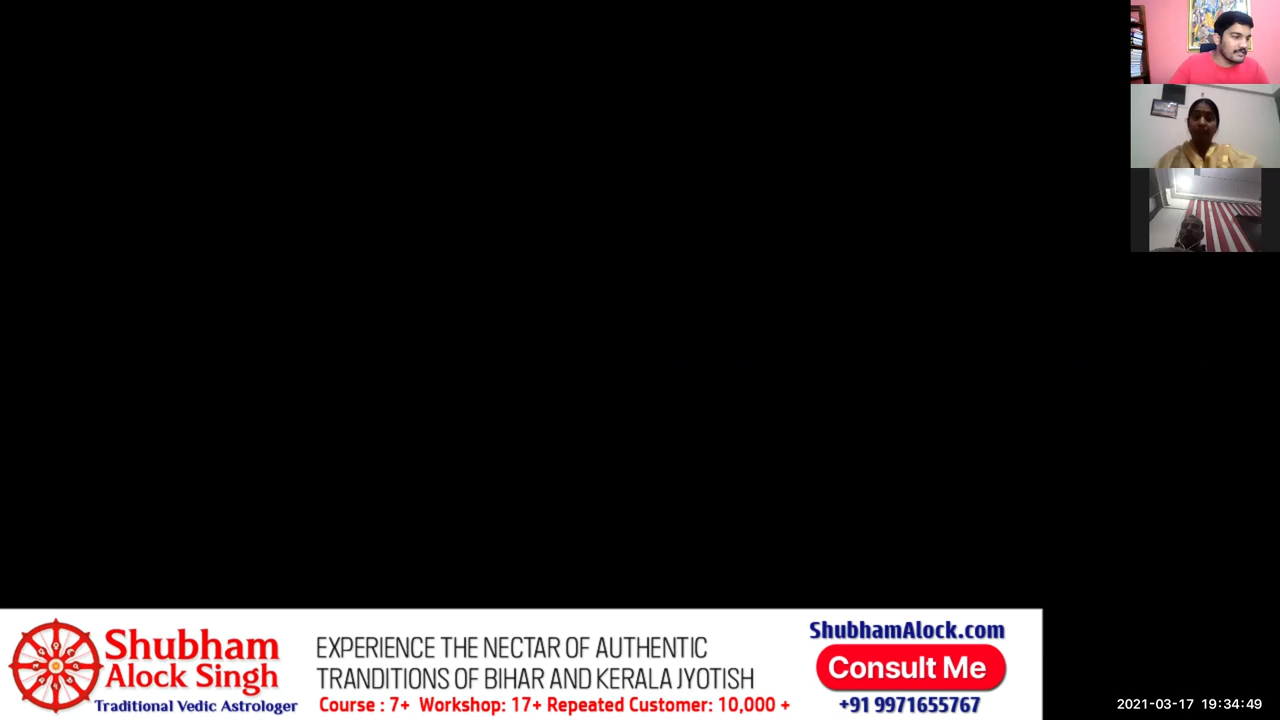 Shubham
Alock Singh
Traditional Vedic Astrologer
EXPERIENCE THE NECTAR OF AUTHENTIC
TRANDITIONS OF BIHAR AND KERALA JYOTISH
Course : 7+ Workshop: 17+ Repeated Customer: 10,000 +
ShubhamAlock.com
Consult Me
+91 9971655767
2021-03-17 19:34:49